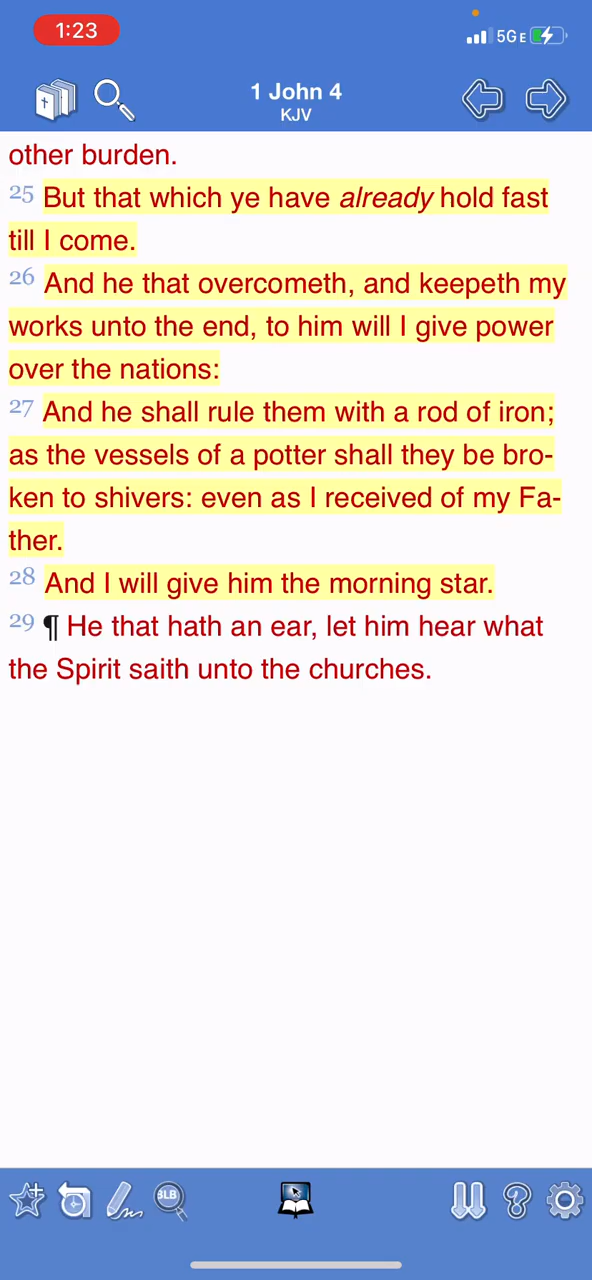 1:23
5GE
1 John 4
KJV
other burden.
25 But that which ye have already hold fast
till I come.
26 And he that overcometh, and keepeth my
works unto the end, to him will I give power
over the nations:
27 And he shall rule them with a rod of iron;
as the vessels of a potter shall they be bro-
ken to shivers: even as I received of my Fa-
ther.
28 And I will give him the morning star.
29 ¶ He that hath an ear, let him hear what
the Spirit saith unto the churches.
BLB